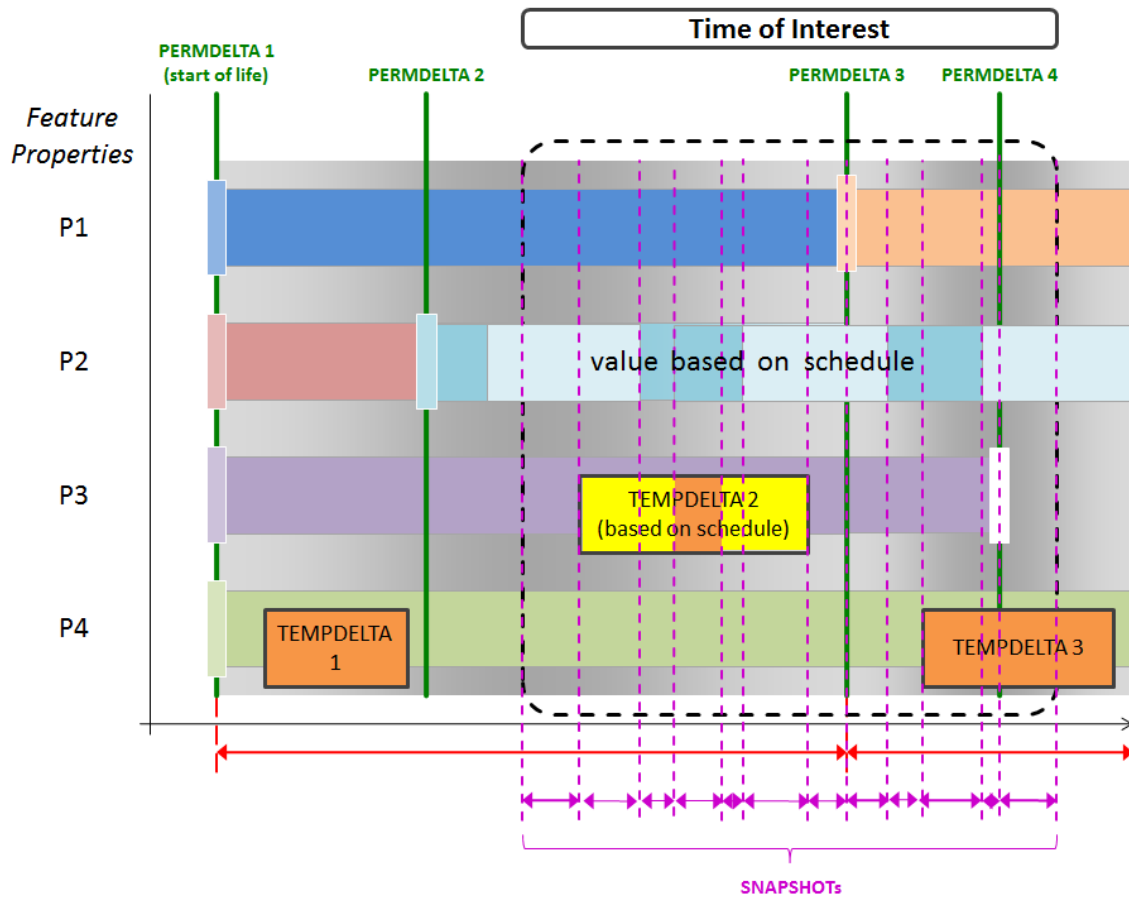 Time of Interest
PERMDELTA 1
(start of life)
PERMDELTA 2
PERMDELTA 3
PERMDELTA 4
Feature
Properties
P1
P2
value based on schedule
P3
TEMPDELTA 2
(based on schedule)
P4
TEMPDELTA
1
TEMPDELTA 3
SNAPSHOTs